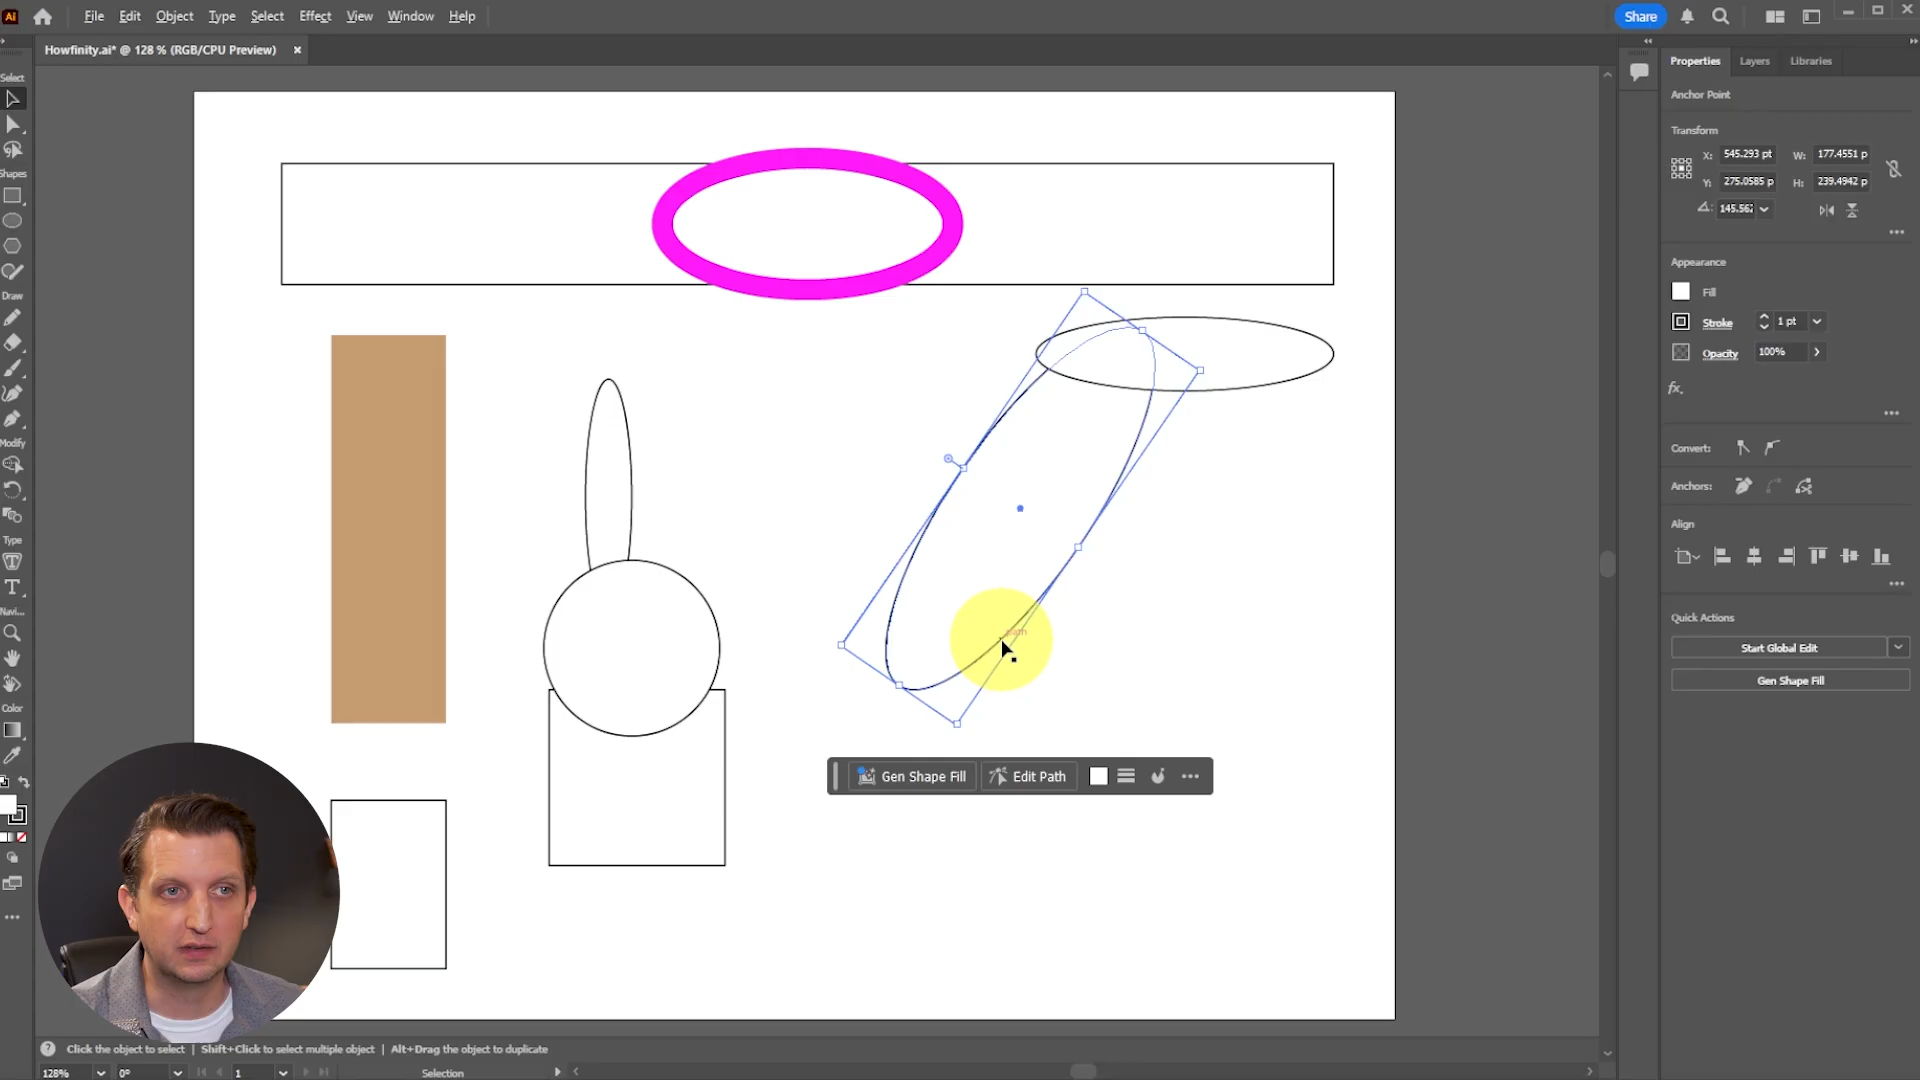 Ai File Edit Object Type Select Effect View Window Help Share
Howfinity.ai* @ 128 % (RGB/CPU Preview) ×
Select
Shapes
Draw
Modify
Type
Navi...
Color
Properties Layers Libraries
Anchor Point
Transform
X: 545.293 pt W: 177.4551 p
Y: 275.0585 p H: 239.4942 p
145.562
Appearance
Fill
Stroke 1 pt
Opacity 100%
fx.
Convert:
Anchors:
Align
Quick Actions
Start Global Edit
Gen Shape Fill
path
Gen Shape Fill Edit Path
Click the object to select | Shift+Click to select multiple object | Alt+Drag the object to duplicate
128% 0° 1 Selection